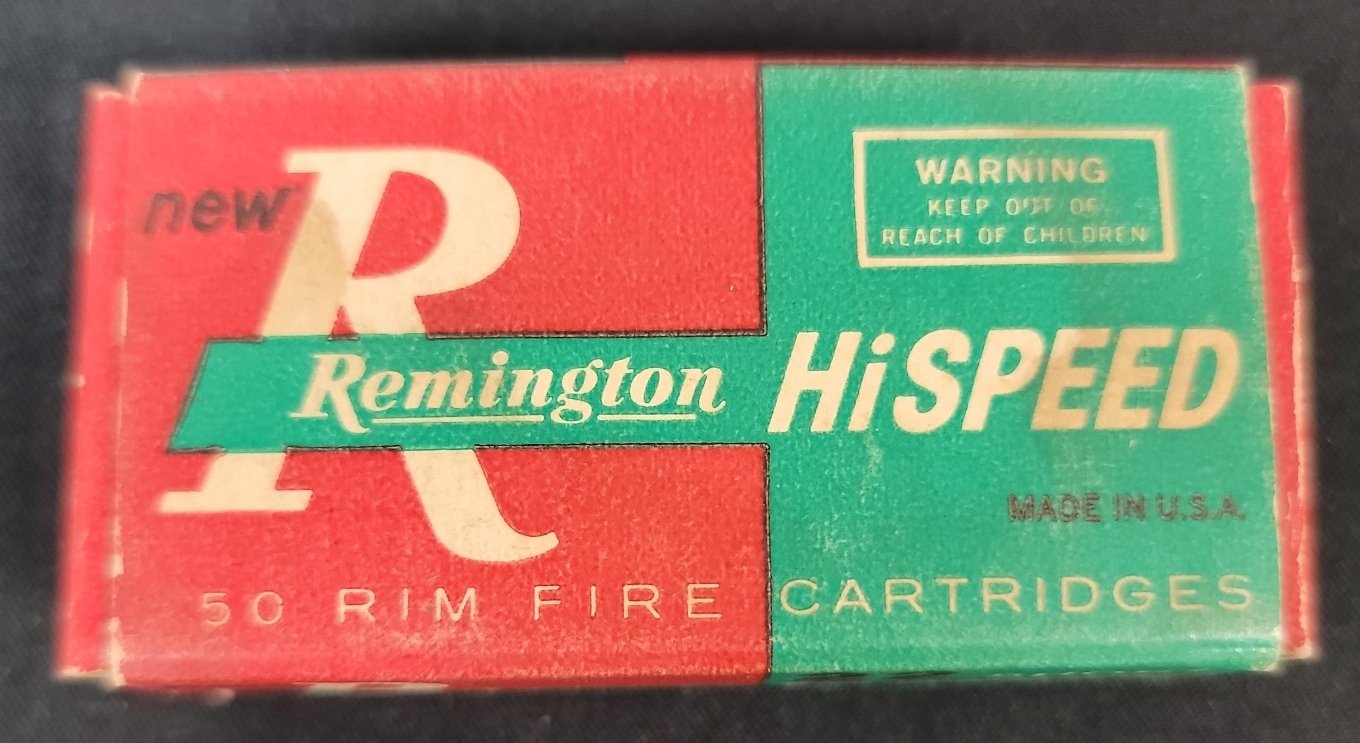 new R
Remington
50 RIM FIRE CARTRIDGES
WARNING
KEEP OUT OF
REACH OF CHILDREN
HiSPEED
MADE IN U.S.A.